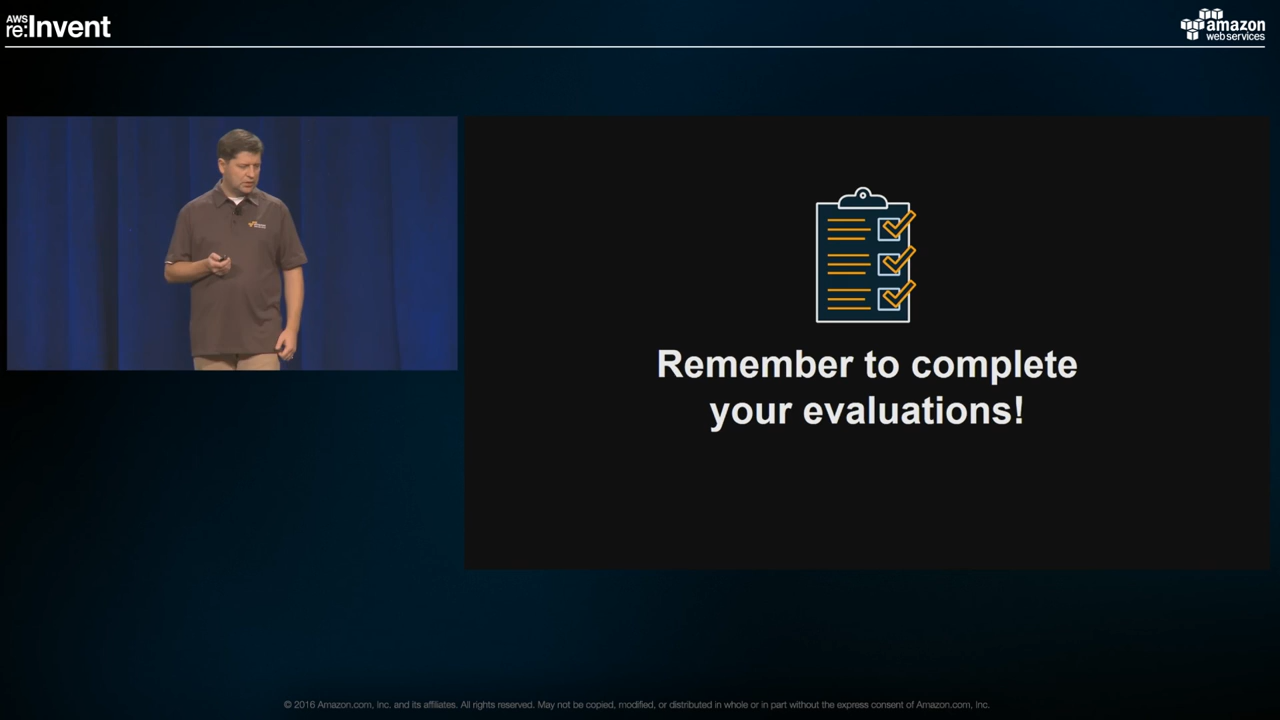 AWS
re:Invent
amazon
webservices
Remember to complete
your evaluations!
© 2016 Amazon.com, Inc. and its affiliates. All rights reserved. May not be copied, modified, or distributed in whole or in part without the express consent of Amazon.com, Inc.